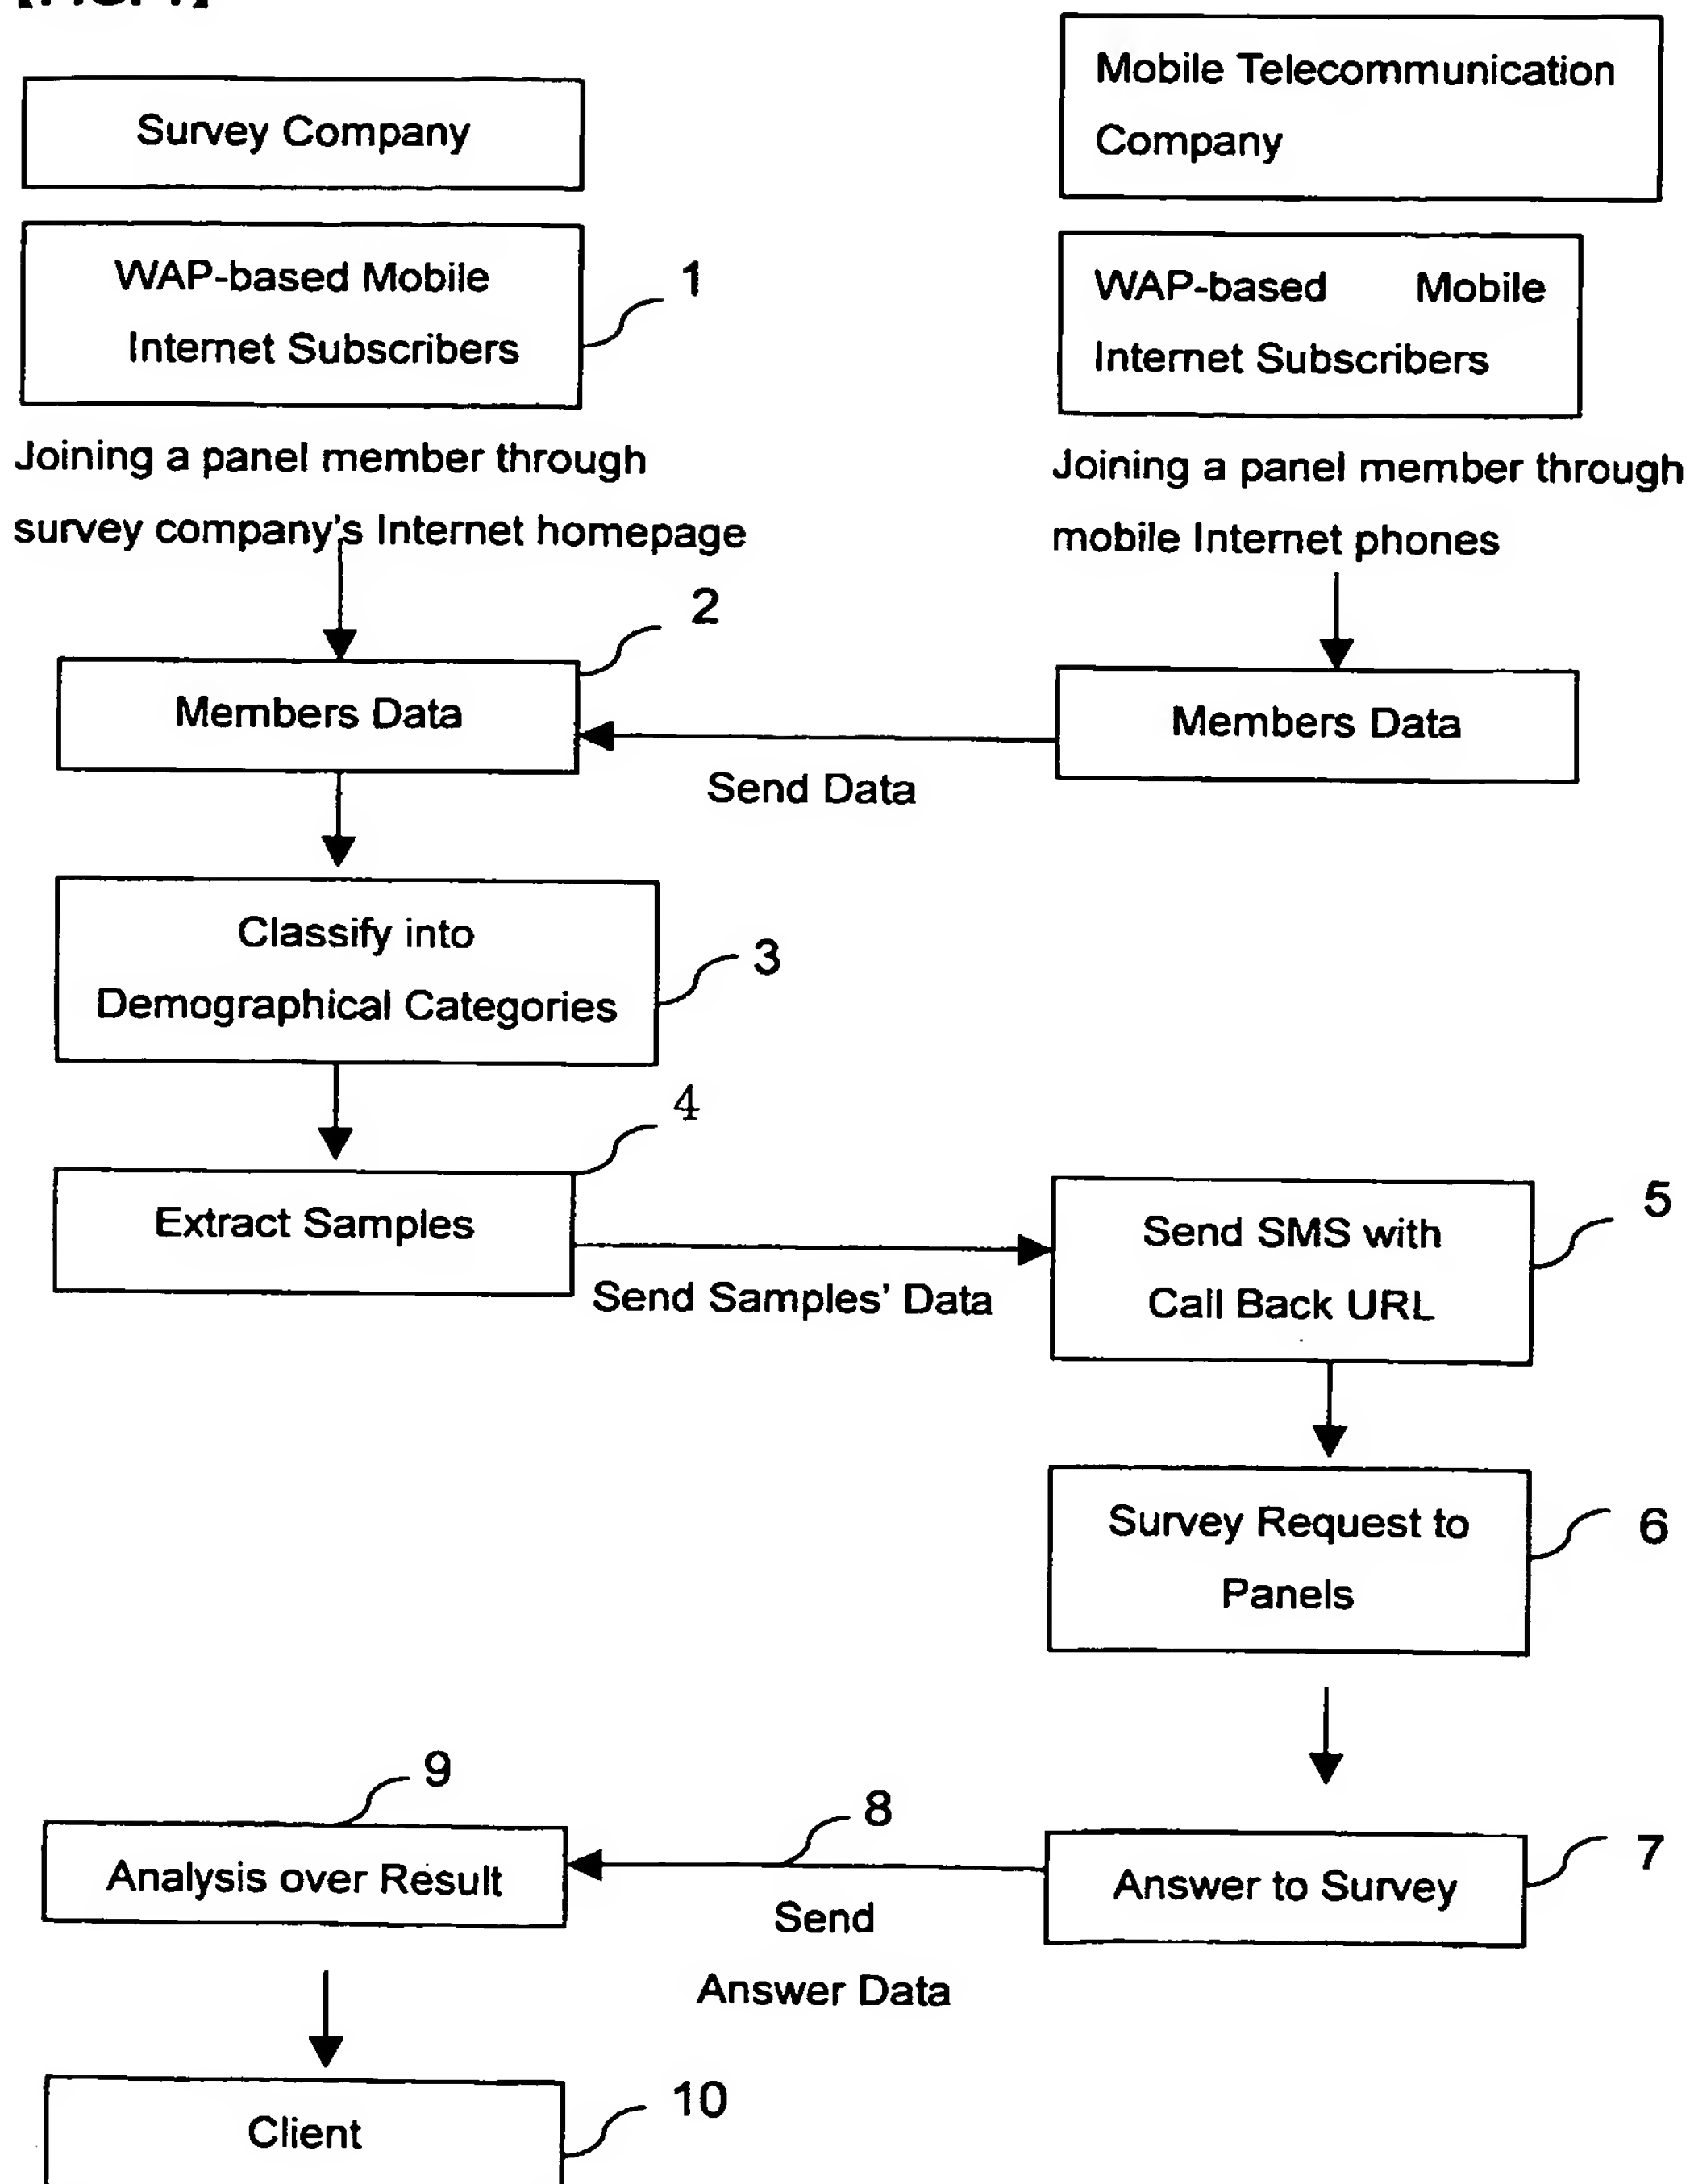 Survey Company
Mobile Telecommunication
Company
WAP-based Mobile
Internet Subscribers
1
WAP-based Mobile
Internet Subscribers
Joining a panel member through
survey company's Internet homepage
Joining a panel member through
mobile Internet phones
2
Members Data
Members Data
Send Data
Classify into
Demographical Categories
3
4
Extract Samples
Send Samples' Data
Send SMS with
Call Back URL
5
Survey Request to
Panels
6
9
8
7
Analysis over Result
Answer to Survey
Send
Answer Data
10
Client